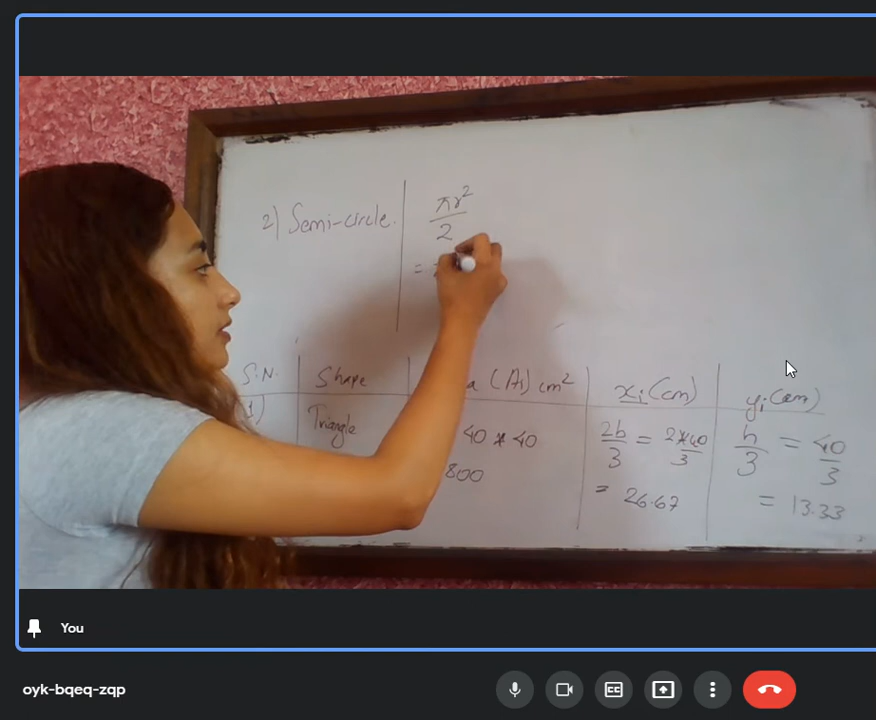 2) Semi-circle.
πr²
2
=
S.N. Shape a (Ai) cm² xi (cm) yi (cm)
1) Triangle 40 * 40 2b/3 = 2*40/3 h/3 = 40/3
800 = 26.67 = 13.33
You
oyk-bqeq-zqp
CC